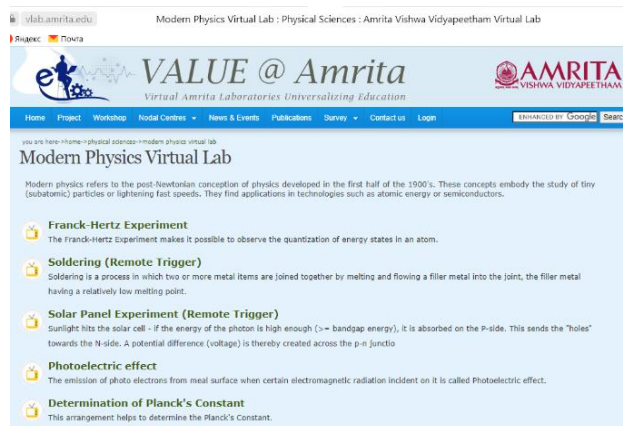 vlab.amrita.edu
Modern Physics Virtual Lab : Physical Sciences : Amrita Vishwa Vidyapeetham Virtual Lab
Яндекс Почта
VALUE @ Amrita
Virtual Amrita Laboratories Universalizing Education
AMRITA
VISHWA VIDYAPEETHAM
Home Project Workshop Nodal Centres News & Events Publications Survey Contact us Login ENHANCED BY Google Searc
you are here->home->physical sciences->modern physics virtual lab
Modern Physics Virtual Lab
Modern physics refers to the post-Newtonian conception of physics developed in the first half of the 1900's. These concepts embody the study of tiny
(subatomic) particles or lightening fast speeds. They find applications in technologies such as atomic energy or semiconductors.
Franck-Hertz Experiment
The Franck-Hertz Experiment makes it possible to observe the quantization of energy states in an atom.
Soldering (Remote Trigger)
Soldering is a process in which two or more metal items are joined together by melting and flowing a filler metal into the joint, the filler metal
having a relatively low melting point.
Solar Panel Experiment (Remote Trigger)
Sunlight hits the solar cell - if the energy of the photon is high enough (>= bandgap energy), it is absorbed on the P-side. This sends the "holes"
towards the N-side. A potential difference (voltage) is thereby created across the p-n junctio
Photoelectric effect
The emission of photo electrons from meal surface when certain electromagnetic radiation incident on it is called Photoelectric effect.
Determination of Planck's Constant
This arrangement helps to determine the Planck's Constant.